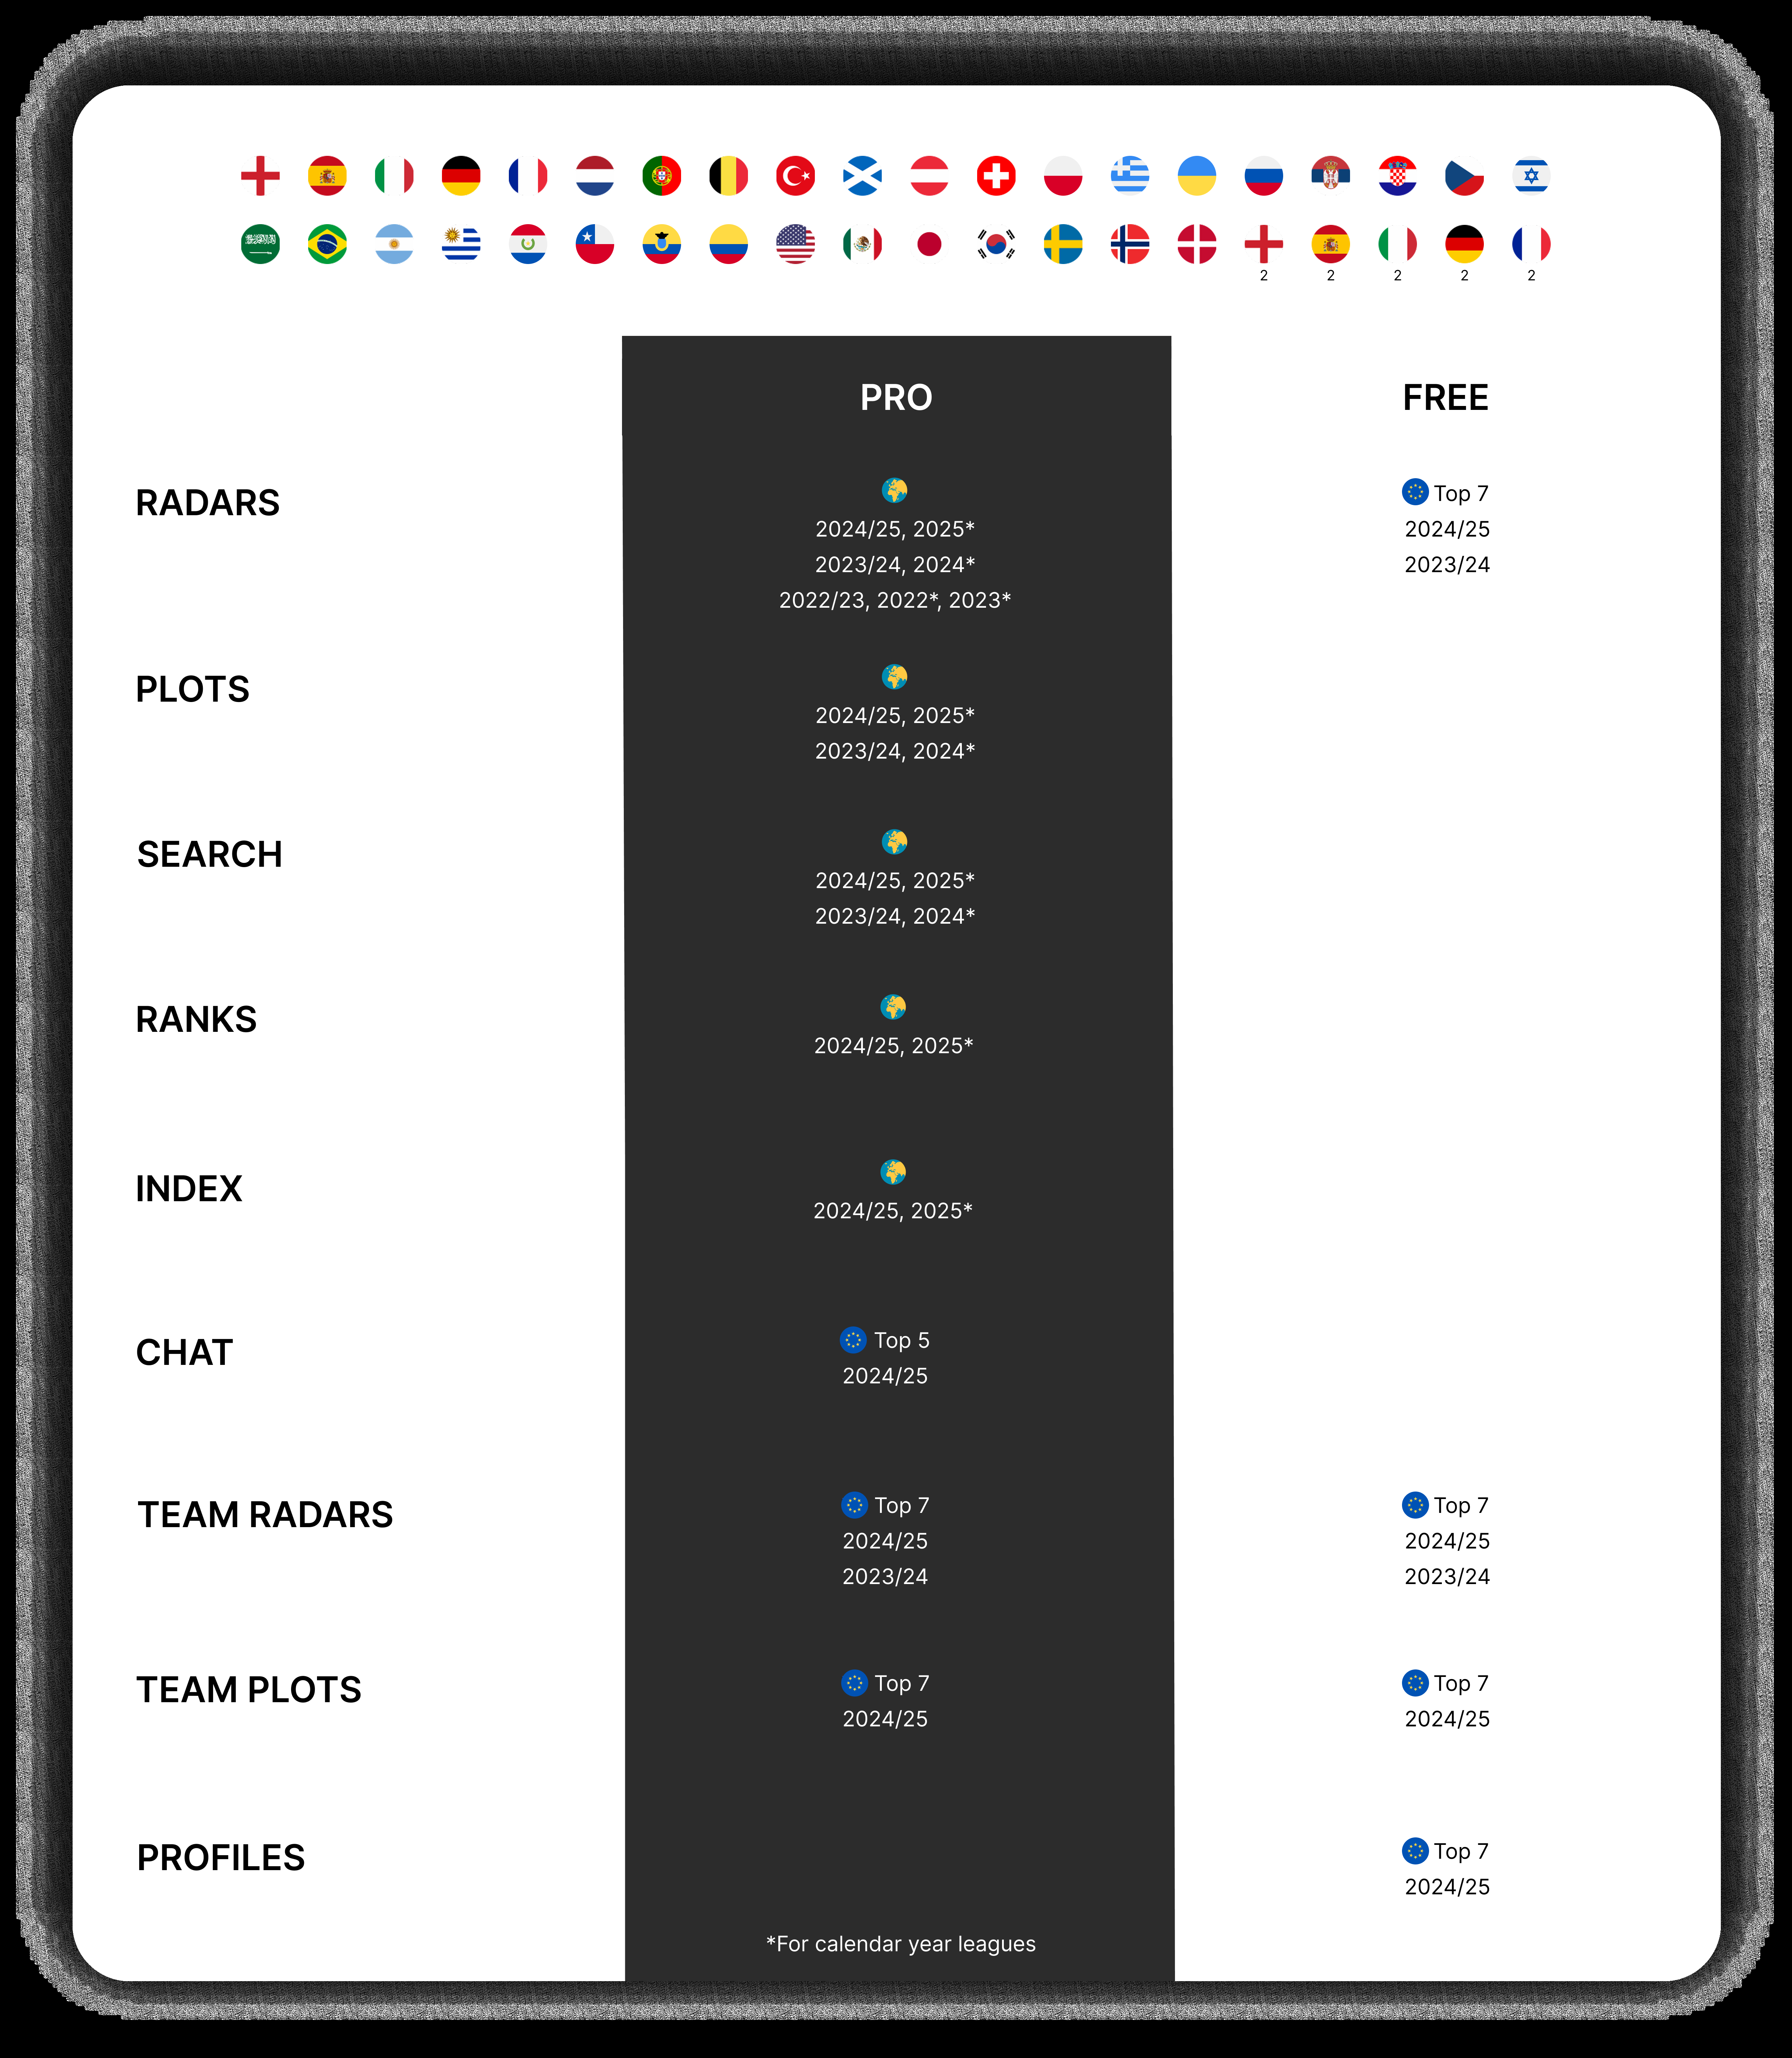 2 2 2 2 2
PRO FREE
RADARS
Top 7
2024/25, 2025* 2024/25
2023/24, 2024* 2023/24
2022/23, 2022*, 2023*
PLOTS
2024/25, 2025*
2023/24, 2024*
SEARCH
2024/25, 2025*
2023/24, 2024*
RANKS
2024/25, 2025*
INDEX
2024/25, 2025*
CHAT
Top 5
2024/25
TEAM RADARS
Top 7 Top 7
2024/25 2024/25
2023/24 2023/24
TEAM PLOTS
Top 7 Top 7
2024/25 2024/25
PROFILES
Top 7
2024/25
*For calendar year leagues